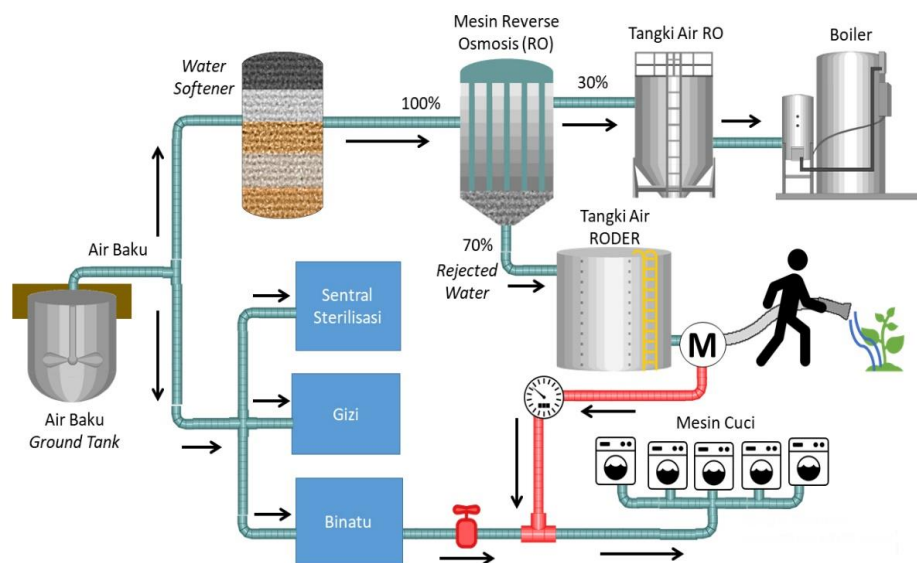 Mesin Reverse
Osmosis (RO)
Tangki Air RO
Boiler
Water
Softener
100%
30%
Air Baku
70%
Rejected
Water
Tangki Air
RODER
Sentral
Sterilisasi
M
Air Baku
Ground Tank
Gizi
Mesin Cuci
Binatu